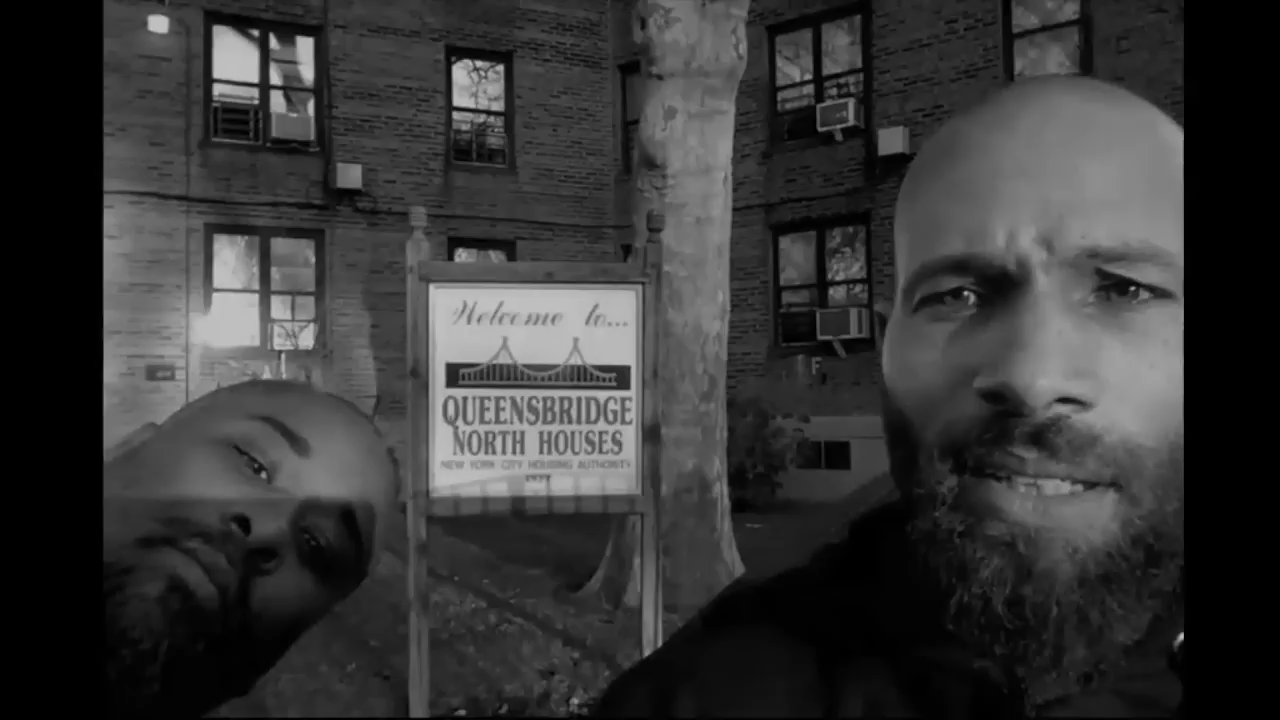 Welcome to...
QUEENSBRIDGE
NORTH HOUSES
NEW YORK CITY HOUSING AUTHORITY
F